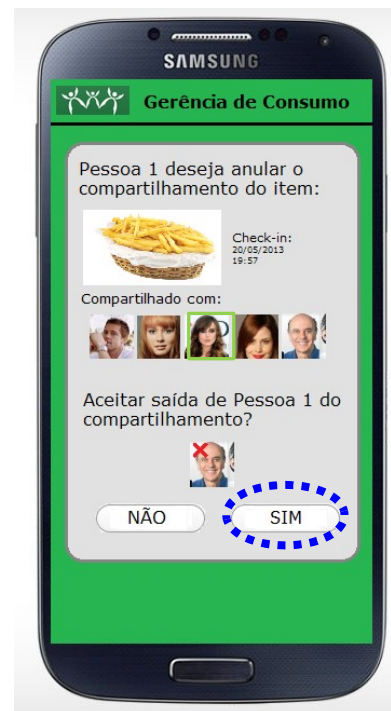 SAMSUNG
Gerência de Consumo
Pessoa 1 deseja anular o
compartilhamento do item:
Check-in:
20/05/2013
19:57
Compartilhado com:
Aceitar saída de Pessoa 1 do
compartilhamento?
NÃO
SIM